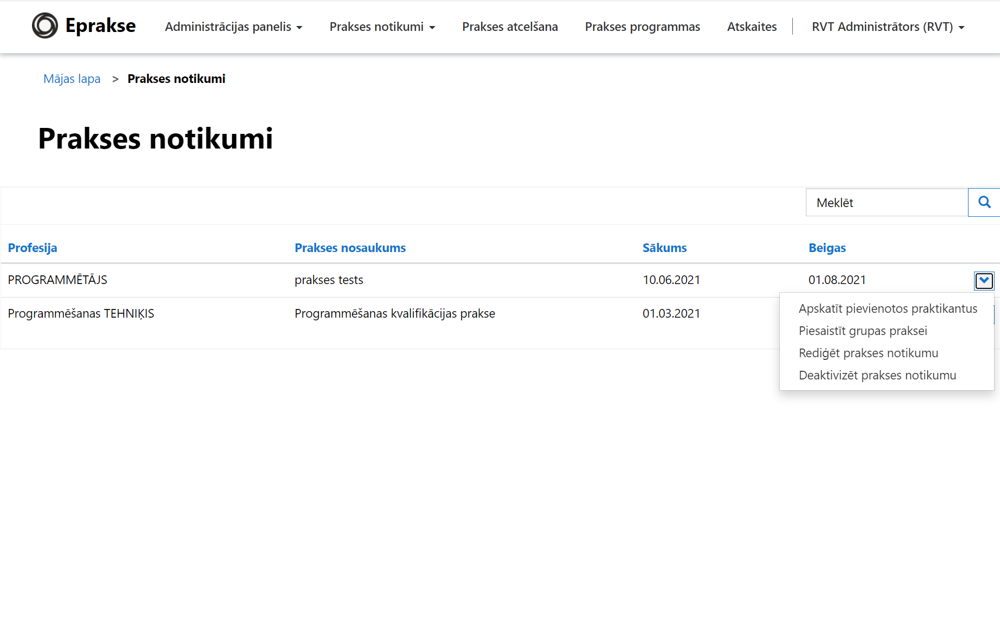 Eprakse Administrācijas panelis Prakses notikumi Prakses atcelšana Prakses programmas Atskaites RVT Administrātors (RVT)
Mājas lapa > Prakses notikumi
Prakses notikumi
Meklēt
Profesija Prakses nosaukums Sākums Beigas
PROGRAMMĒTĀJS prakses tests 10.06.2021 01.08.2021
Programmēšanas TEHNIĶIS Programmēšanas kvalifikācijas prakse 01.03.2021
Apskatīt pievienotos praktikantus
Piesaistīt grupas praksei
Rediģēt prakses notikumu
Deaktivizēt prakses notikumu